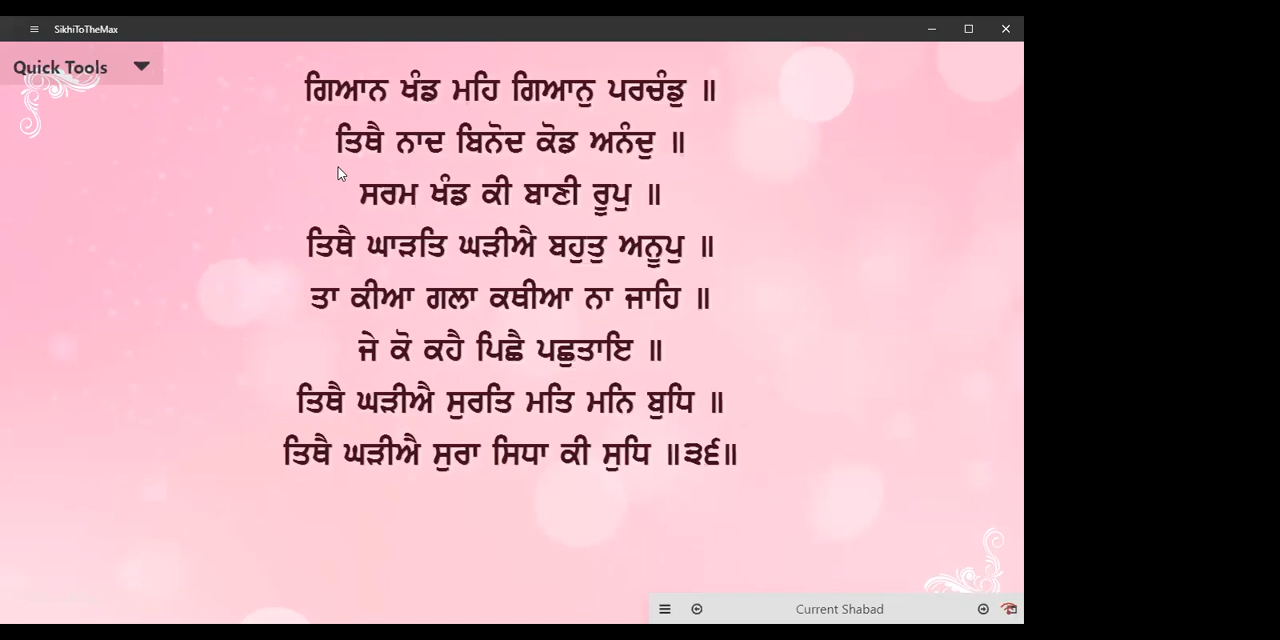 SikhiToTheMax
Quick Tools
ਗਿਆਨ ਖੰਡ ਮਹਿ ਗਿਆਨੁ ਪਰਚੰਡੁ ॥
ਤਿਥੈ ਨਾਦ ਬਿਨੋਦ ਕੋਡ ਅਨੰਦੁ ॥
ਸਰਮ ਖੰਡ ਕੀ ਬਾਣੀ ਰੂਪੁ ॥
ਤਿਥੈ ਘਾੜਤਿ ਘੜੀਐ ਬਹੁਤੁ ਅਨੂਪੁ ॥
ਤਾ ਕੀਆ ਗਲਾ ਕਥੀਆ ਨਾ ਜਾਹਿ ॥
ਜੇ ਕੋ ਕਹੈ ਪਿਛੈ ਪਛੁਤਾਇ ॥
ਤਿਥੈ ਘੜੀਐ ਸੁਰਤਿ ਮਤਿ ਮਨਿ ਬੁਧਿ ॥
ਤਿਥੈ ਘੜੀਐ ਸੁਰਾ ਸਿਧਾ ਕੀ ਸੁਧਿ ॥੩੬॥
Current Shabad